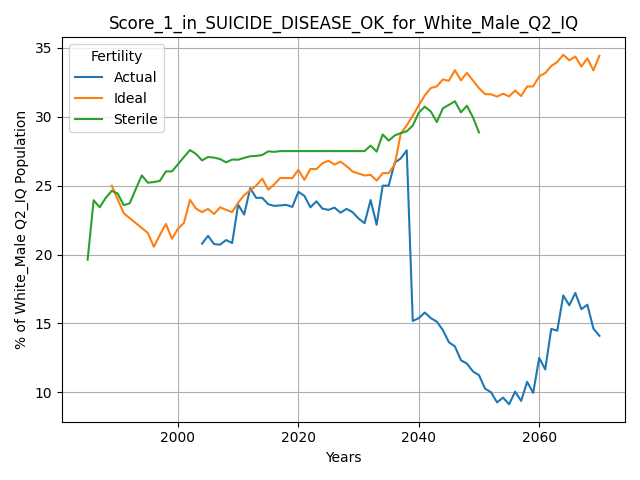 Score_1_in_SUICIDE_DISEASE_OK_for_White_Male_Q2_IQ
Fertility
Actual
Ideal
Sterile
% of White_Male Q2_IQ Population
35
30
25
20
15
10
2000
2020
2040
2060
Years